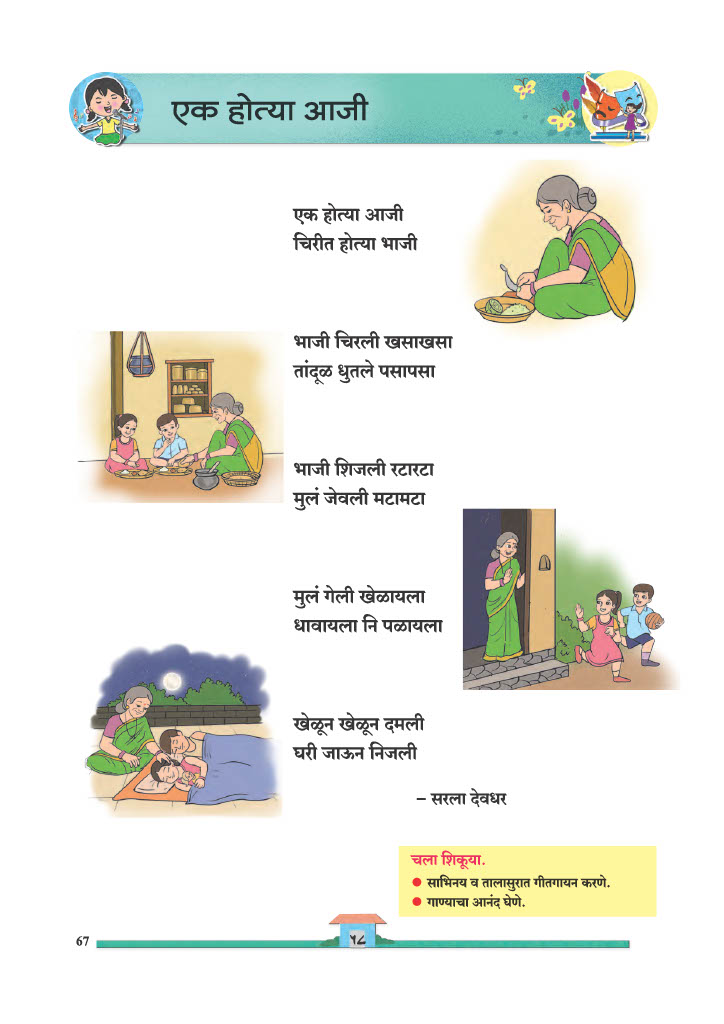 एक होत्या आजी
एक होत्या आजी
चिरीत होत्या भाजी
भाजी चिरली खसाखसा
तांदूळ धुतले पसापसा
भाजी शिजली रटारटा
मुलं जेवली मटामटा
मुलं गेली खेळायला
धावायला नि पळायला
खेळून खेळून दमली
घरी जाऊन निजली
– सरला देवधर
चला शिकूया.
● साभिनय व तालासुरात गीतगायन करणे.
● गाण्याचा आनंद घेणे.
67
५८